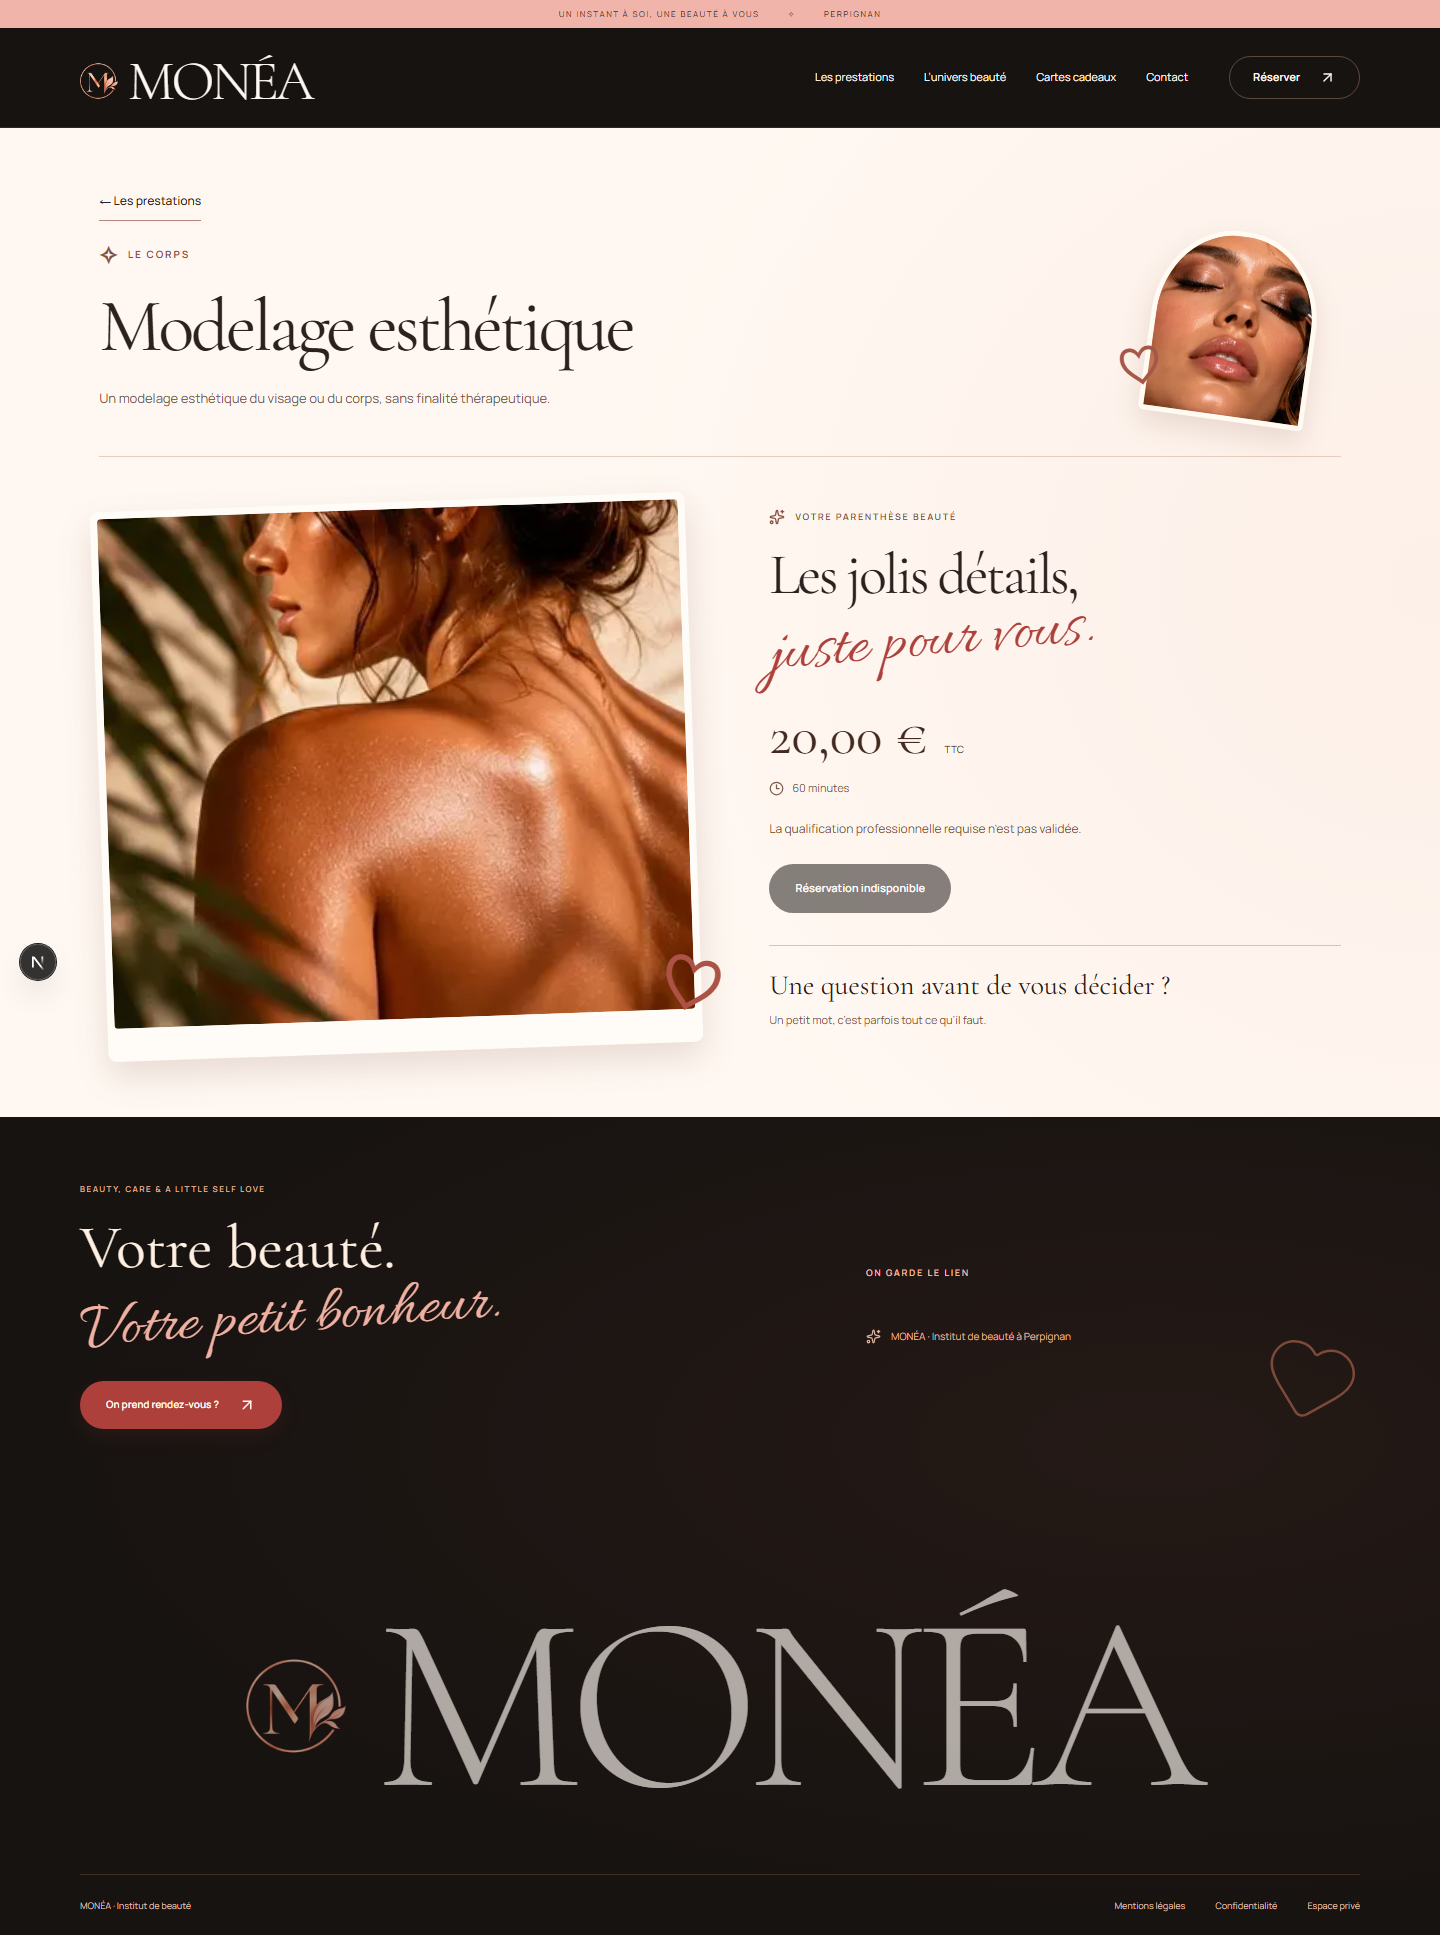 UN INSTANT À SOI, UNE BEAUTÉ À VOUS ✧ PERPIGNAN
M MONÉA
Les prestations
L'univers beauté
Cartes cadeaux
Contact
Réserver
← Les prestations
LE CORPS
Modelage esthétique
Un modelage esthétique du visage ou du corps, sans finalité thérapeutique.
VOTRE PARENTHÈSE BEAUTÉ
Les jolis détails,
juste pour vous.
20,00 € TTC
60 minutes
La qualification professionnelle requise n'est pas validée.
Réservation indisponible
N
Une question avant de vous décider ?
Un petit mot, c'est parfois tout ce qu'il faut.
BEAUTY, CARE & A LITTLE SELF LOVE
Votre beauté.
Votre petit bonheur.
On prend rendez-vous ?
ON GARDE LE LIEN
MONÉA · Institut de beauté à Perpignan
M MONÉA
MONÉA · Institut de beauté
Mentions légales
Confidentialité
Espace privé